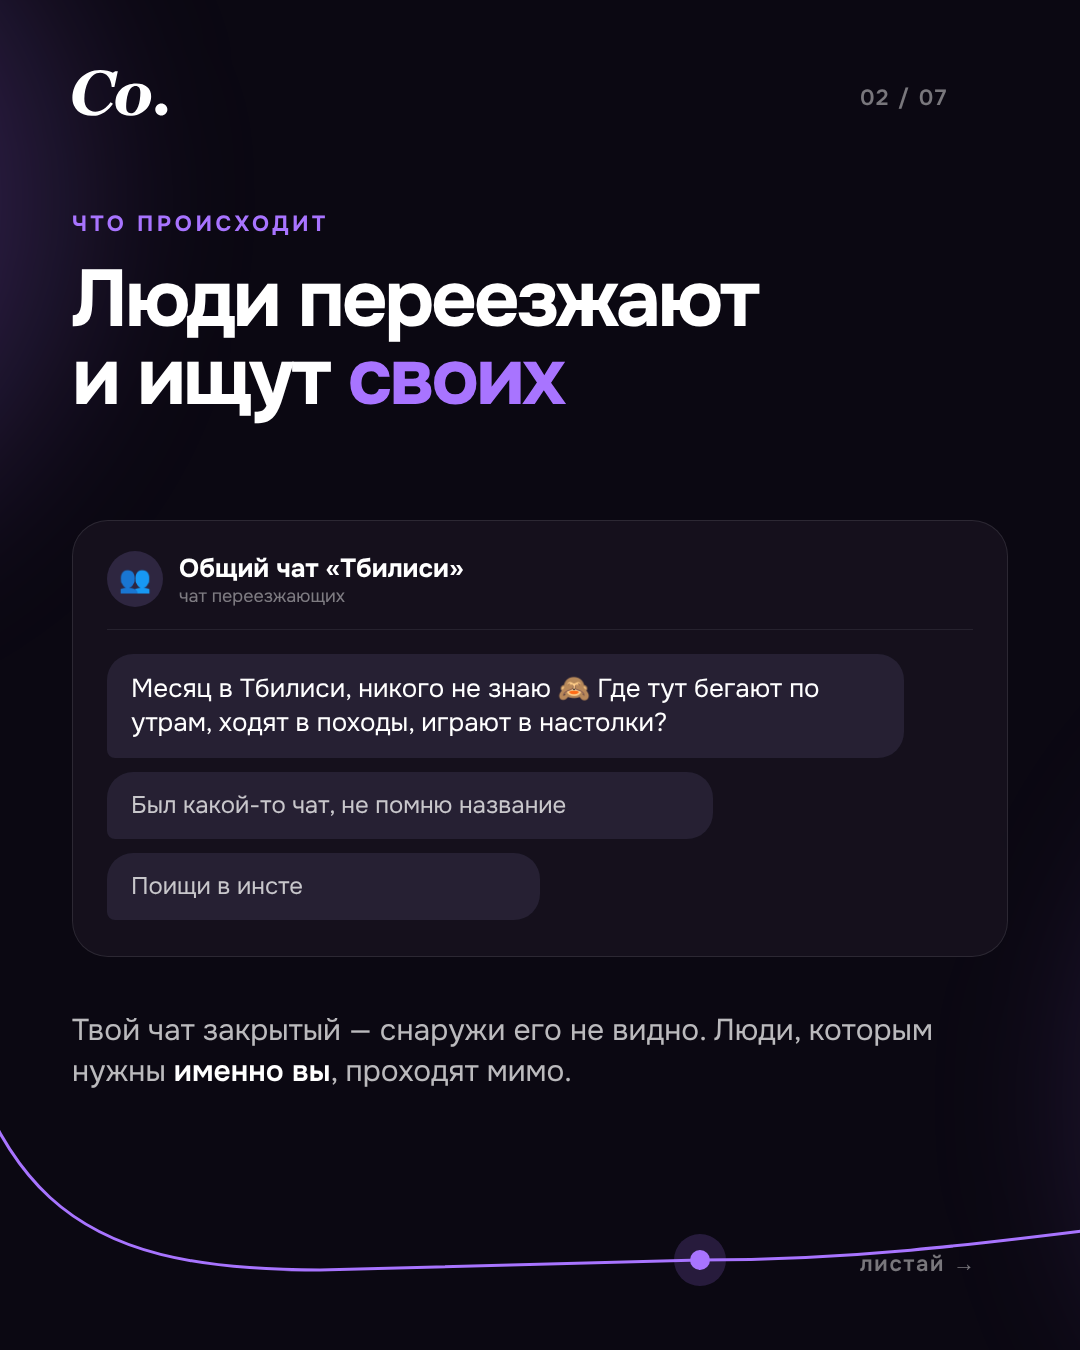 Co.
02 / 07
ЧТО ПРОИСХОДИТ
Люди переезжают
и ищут своих
Общий чат «Тбилиси»
чат переезжающих
Месяц в Тбилиси, никого не знаю 🙈 Где тут бегают по
утрам, ходят в походы, играют в настолки?
Был какой-то чат, не помню название
Поищи в инсте
Твой чат закрытый — снаружи его не видно. Люди, которым
нужны именно вы, проходят мимо.
листай →